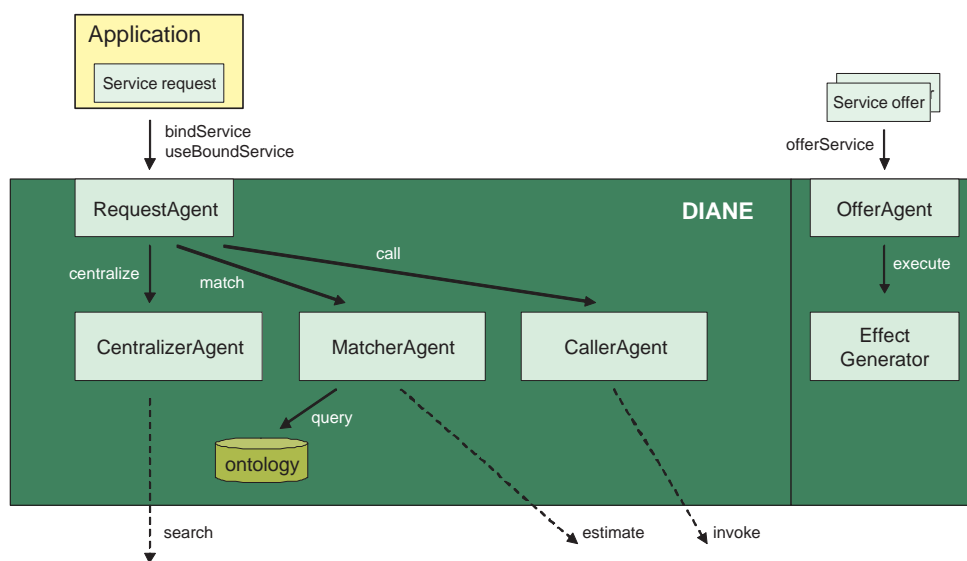 Application
Service request
er
Service offer
bindService
useBoundService
offerService
RequestAgent
DIANE
OfferAgent
call
centralize
match
execute
CentralizerAgent
MatcherAgent
CallerAgent
Effect
Generator
query
ontology
search
estimate
invoke